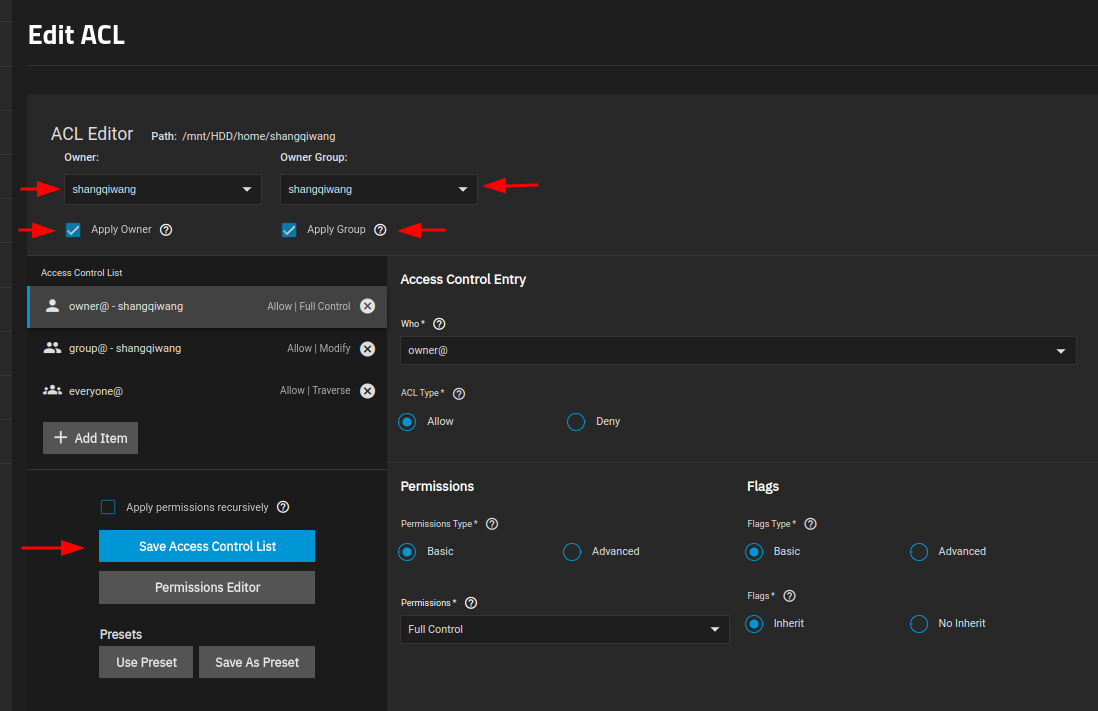 Edit ACL
ACL Editor Path: /mnt/HDD/home/shangqiwang
Owner: Owner Group:
shangqiwang shangqiwang
Apply Owner Apply Group
Access Control List
owner@ - shangqiwang Allow | Full Control
group@ - shangqiwang Allow | Modify
everyone@ Allow | Traverse
Add Item
Apply permissions recursively
Save Access Control List
Permissions Editor
Presets
Use Preset Save As Preset
Access Control Entry
Who *
owner@
ACL Type *
Allow Deny
Permissions
Permissions Type *
Basic Advanced
Permissions *
Full Control
Flags
Flags Type *
Basic Advanced
Flags *
Inherit No Inherit